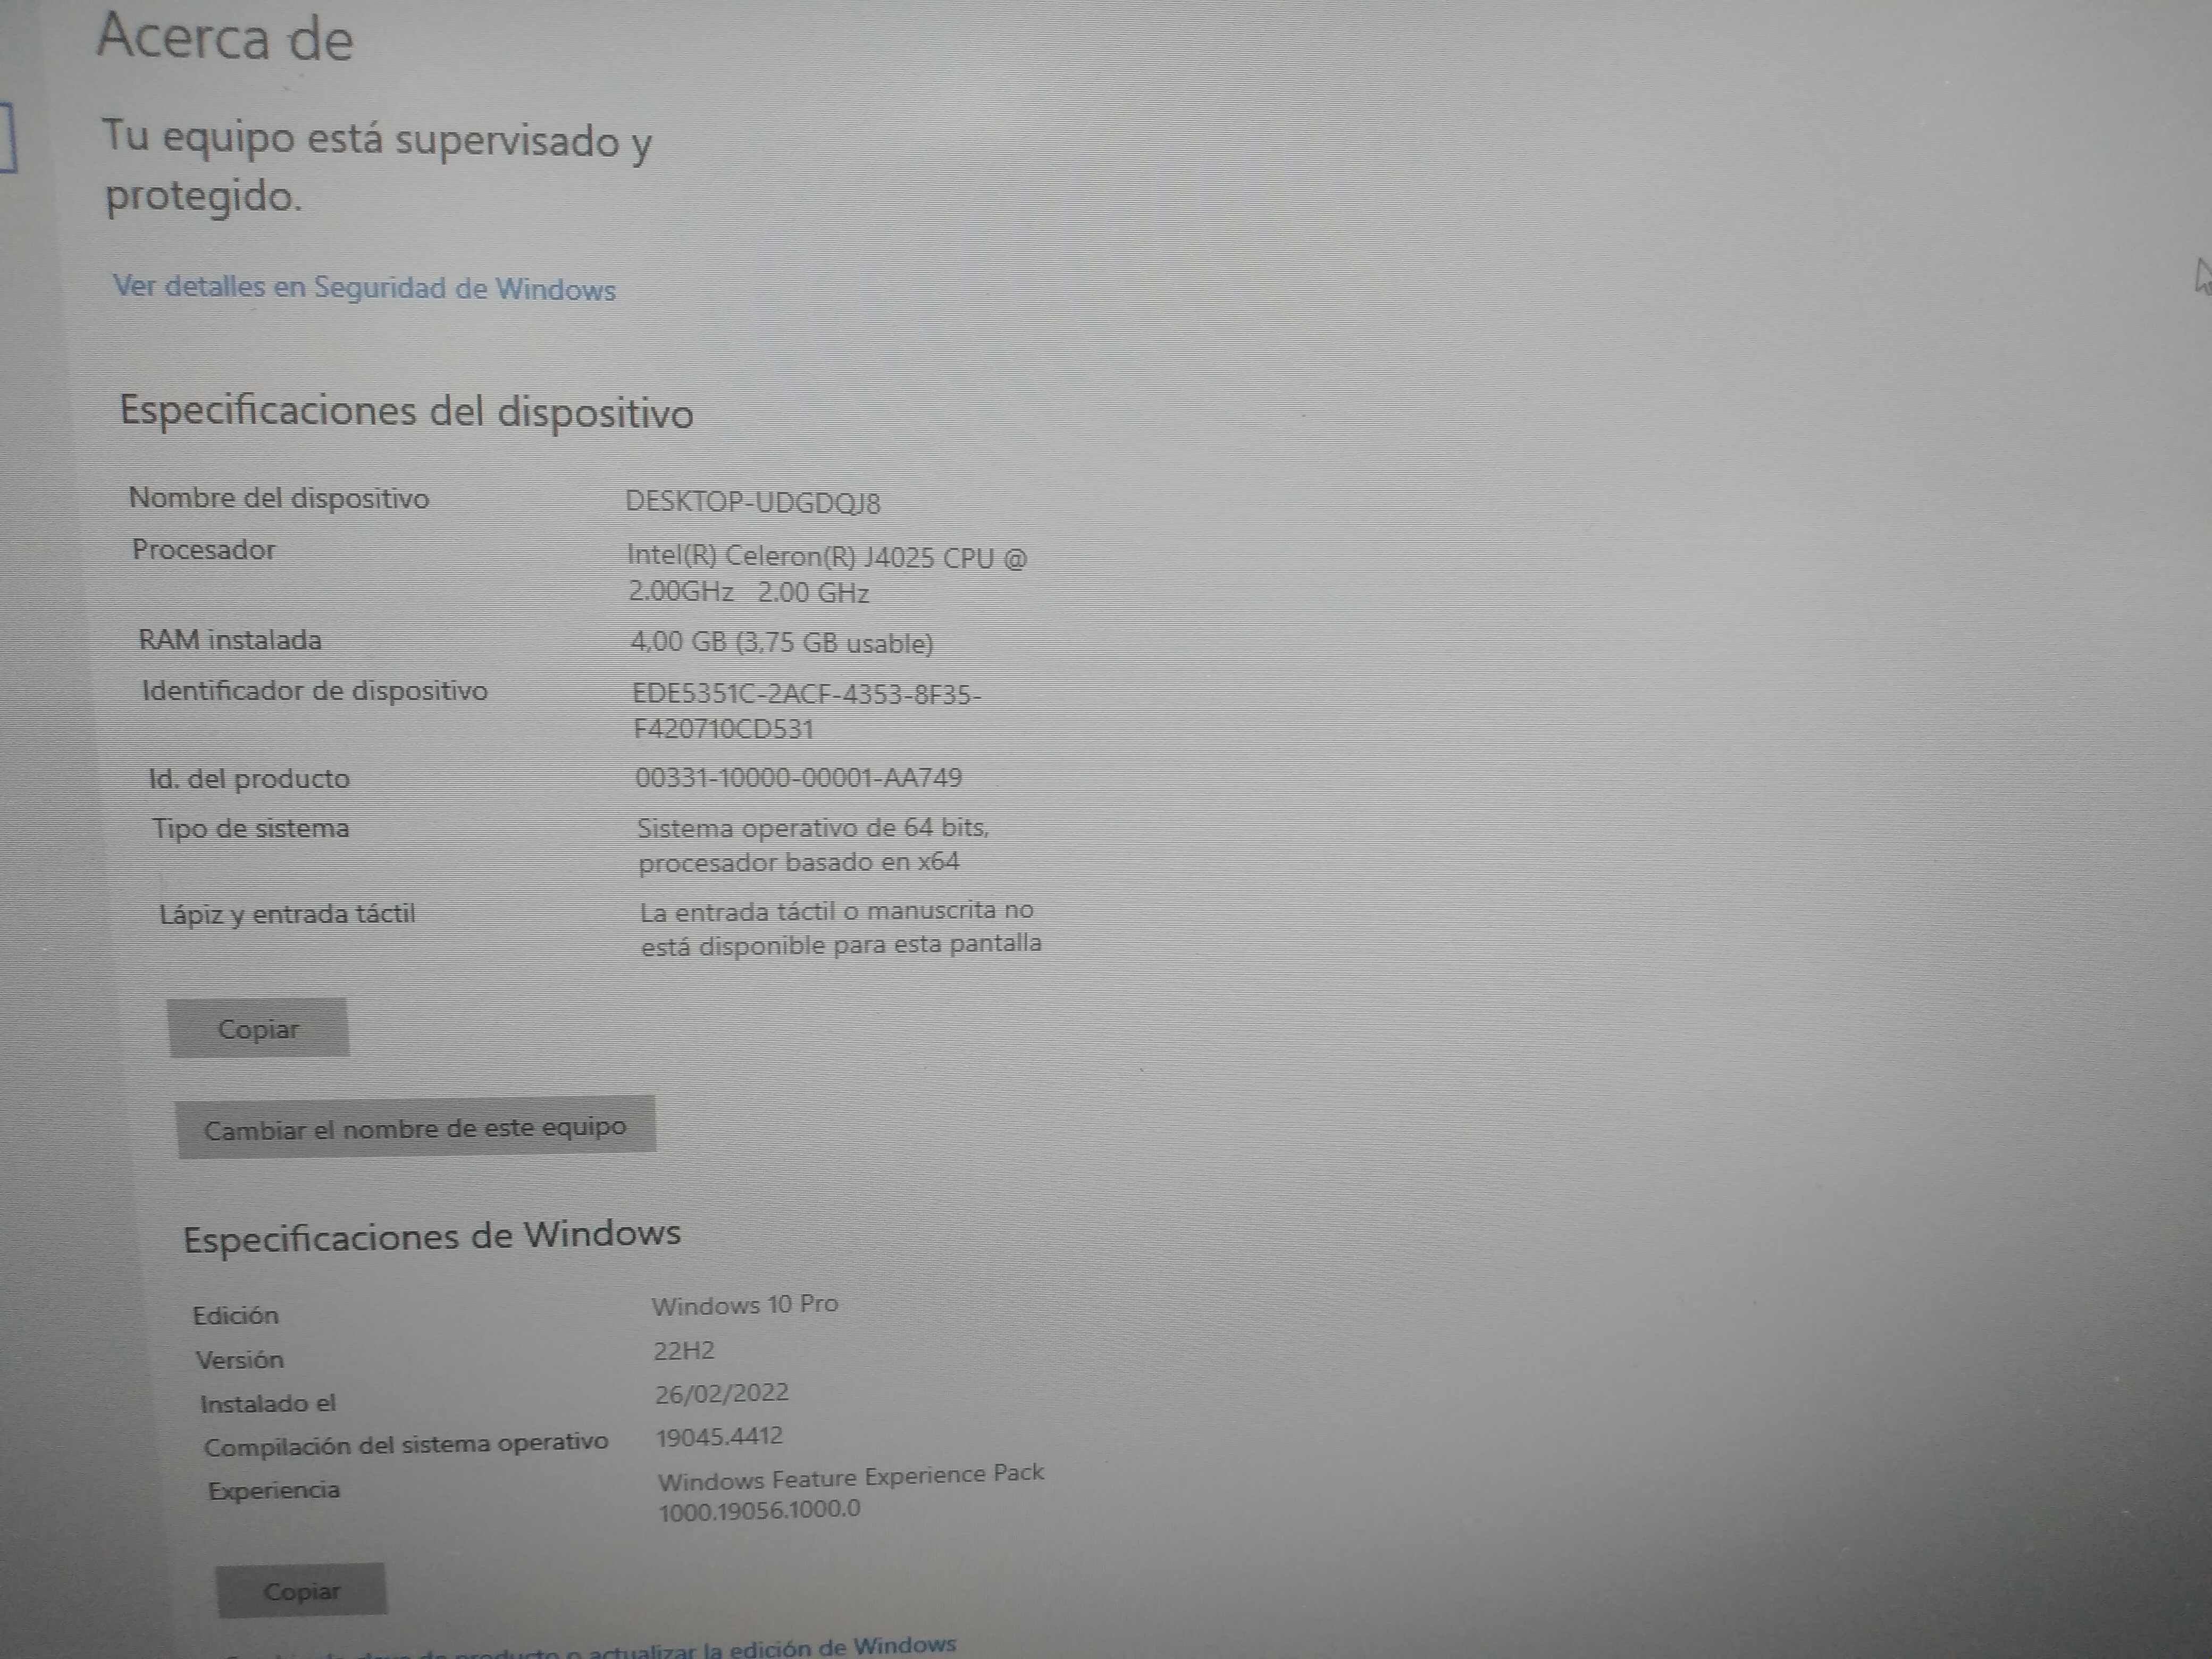 Acerca de
Tu equipo está supervisado y
protegido.
Ver detalles en Seguridad de Windows
Especificaciones del dispositivo
Nombre del dispositivo DESKTOP-UDGDQJ8
Procesador Intel(R) Celeron(R) J4025 CPU @
2.00GHz 2.00 GHz
RAM instalada 4,00 GB (3,75 GB usable)
Identificador de dispositivo EDE5351C-2ACF-4353-8F35-
F420710CD531
Id. del producto 00331-10000-00001-AA749
Tipo de sistema Sistema operativo de 64 bits,
procesador basado en x64
Lápiz y entrada táctil La entrada táctil o manuscrita no
está disponible para esta pantalla
Copiar
Cambiar el nombre de este equipo
Especificaciones de Windows
Edición Windows 10 Pro
Versión 22H2
Instalado el 26/02/2022
Compilación del sistema operativo 19045.4412
Experiencia Windows Feature Experience Pack
1000.19056.1000.0
Copiar
de producto o actualizar la edición de Windows